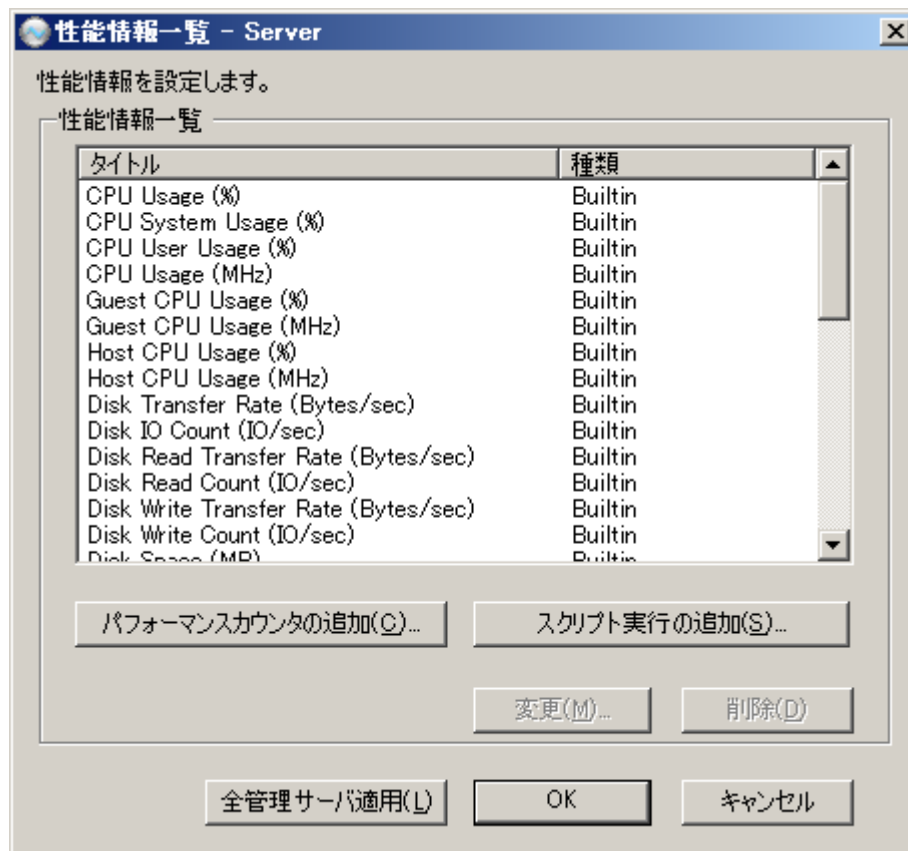 性能情報一覧 - Server
性能情報を設定します。
性能情報一覧
タイトル 種類
CPU Usage (%) Builtin
CPU System Usage (%) Builtin
CPU User Usage (%) Builtin
CPU Usage (MHz) Builtin
Guest CPU Usage (%) Builtin
Guest CPU Usage (MHz) Builtin
Host CPU Usage (%) Builtin
Host CPU Usage (MHz) Builtin
Disk Transfer Rate (Bytes/sec) Builtin
Disk IO Count (IO/sec) Builtin
Disk Read Transfer Rate (Bytes/sec) Builtin
Disk Read Count (IO/sec) Builtin
Disk Write Transfer Rate (Bytes/sec) Builtin
Disk Write Count (IO/sec) Builtin
Disk Space (MB) Builtin
パフォーマンスカウンタの追加(C)... スクリプト実行の追加(S)...
変更(M)... 削除(D)
全管理サーバ適用(L) OK キャンセル